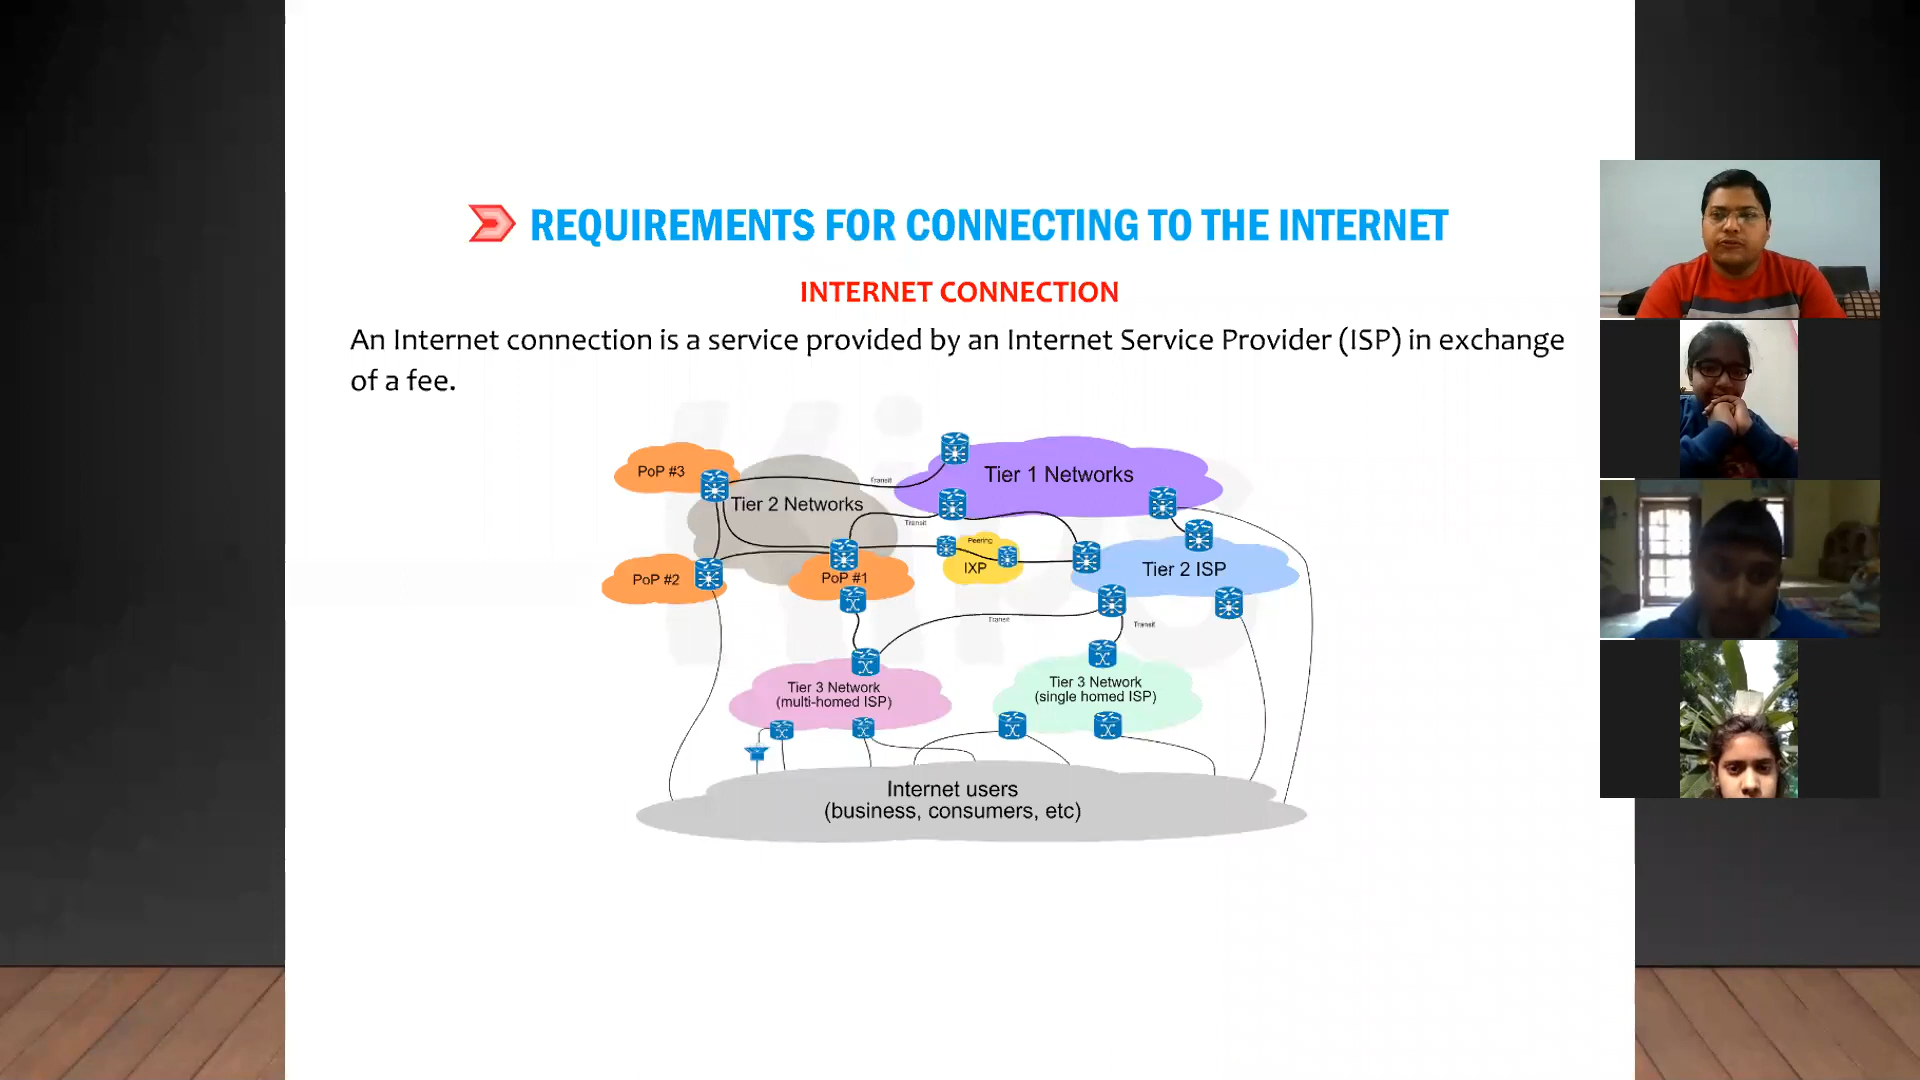 REQUIREMENTS FOR CONNECTING TO THE INTERNET
INTERNET CONNECTION
An Internet connection is a service provided by an Internet Service Provider (ISP) in exchange
of a fee.
PoP #3
Tier 1 Networks
Transit
Tier 2 Networks
Transit
Peering
IXP
Tier 2 ISP
PoP #2
PoP #1
Transit
Transit
Tier 3 Network
(multi-homed ISP)
Tier 3 Network
(single homed ISP)
Internet users
(business, consumers, etc)
Kips